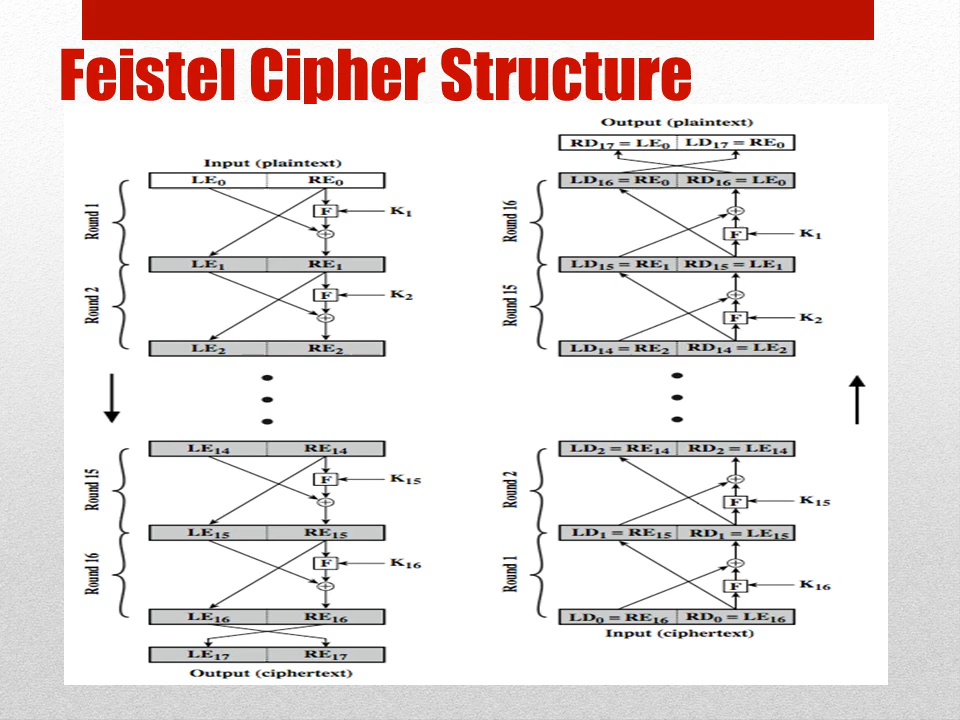 Feistel Cipher Structure
Input (plaintext)
LE₀ RE₀
Round 1
F K₁
LE₁ RE₁
Round 2
F K₂
LE₂ RE₂
LE₁₄ RE₁₄
Round 15
F K₁₅
LE₁₅ RE₁₅
Round 16
F K₁₆
LE₁₆ RE₁₆
LE₁₇ RE₁₇
Output (ciphertext)
Output (plaintext)
RD₁₇ = LE₀ LD₁₇ = RE₀
LD₁₆ = RE₀ RD₁₆ = LE₀
Round 16
F K₁
LD₁₅ = RE₁ RD₁₅ = LE₁
Round 15
F K₂
LD₁₄ = RE₂ RD₁₄ = LE₂
LD₂ = RE₁₄ RD₂ = LE₁₄
Round 2
F K₁₅
LD₁ = RE₁₅ RD₁ = LE₁₅
Round 1
F K₁₆
LD₀ = RE₁₆ RD₀ = LE₁₆
Input (ciphertext)